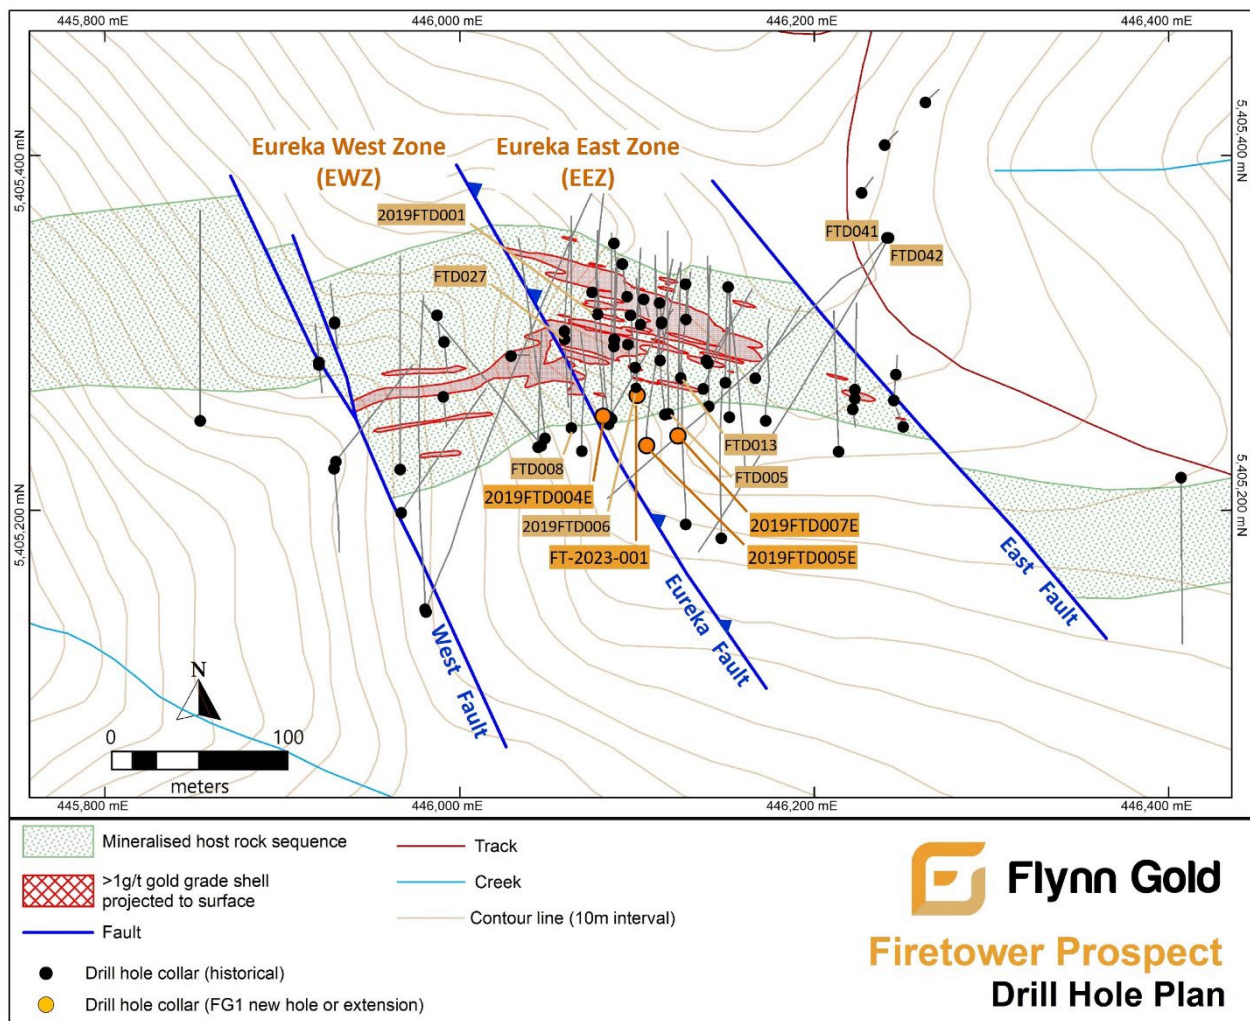 445,800 mE
446,000 mE
446,200 mE
446,400 mE
5,405,400 mN
5,405,400 mN
Eureka West Zone
(EWZ)
Eureka East Zone
(EEZ)
2019FTD001
FTD041
FTD042
FTD027
FTD013
FTD008
FTD005
2019FTD004E
2019FTD006
2019FTD007E
FT-2023-001
2019FTD005E
5,405,200 mN
5,405,200 mN
West Fault
Eureka Fault
East Fault
N
0
100
meters
445,800 mE
446,000 mE
446,200 mE
446,400 mE
Mineralised host rock sequence
>1g/t gold grade shell
projected to surface
Fault
Drill hole collar (historical)
Drill hole collar (FG1 new hole or extension)
Track
Creek
Contour line (10m interval)
Flynn Gold
Firetower Prospect
Drill Hole Plan